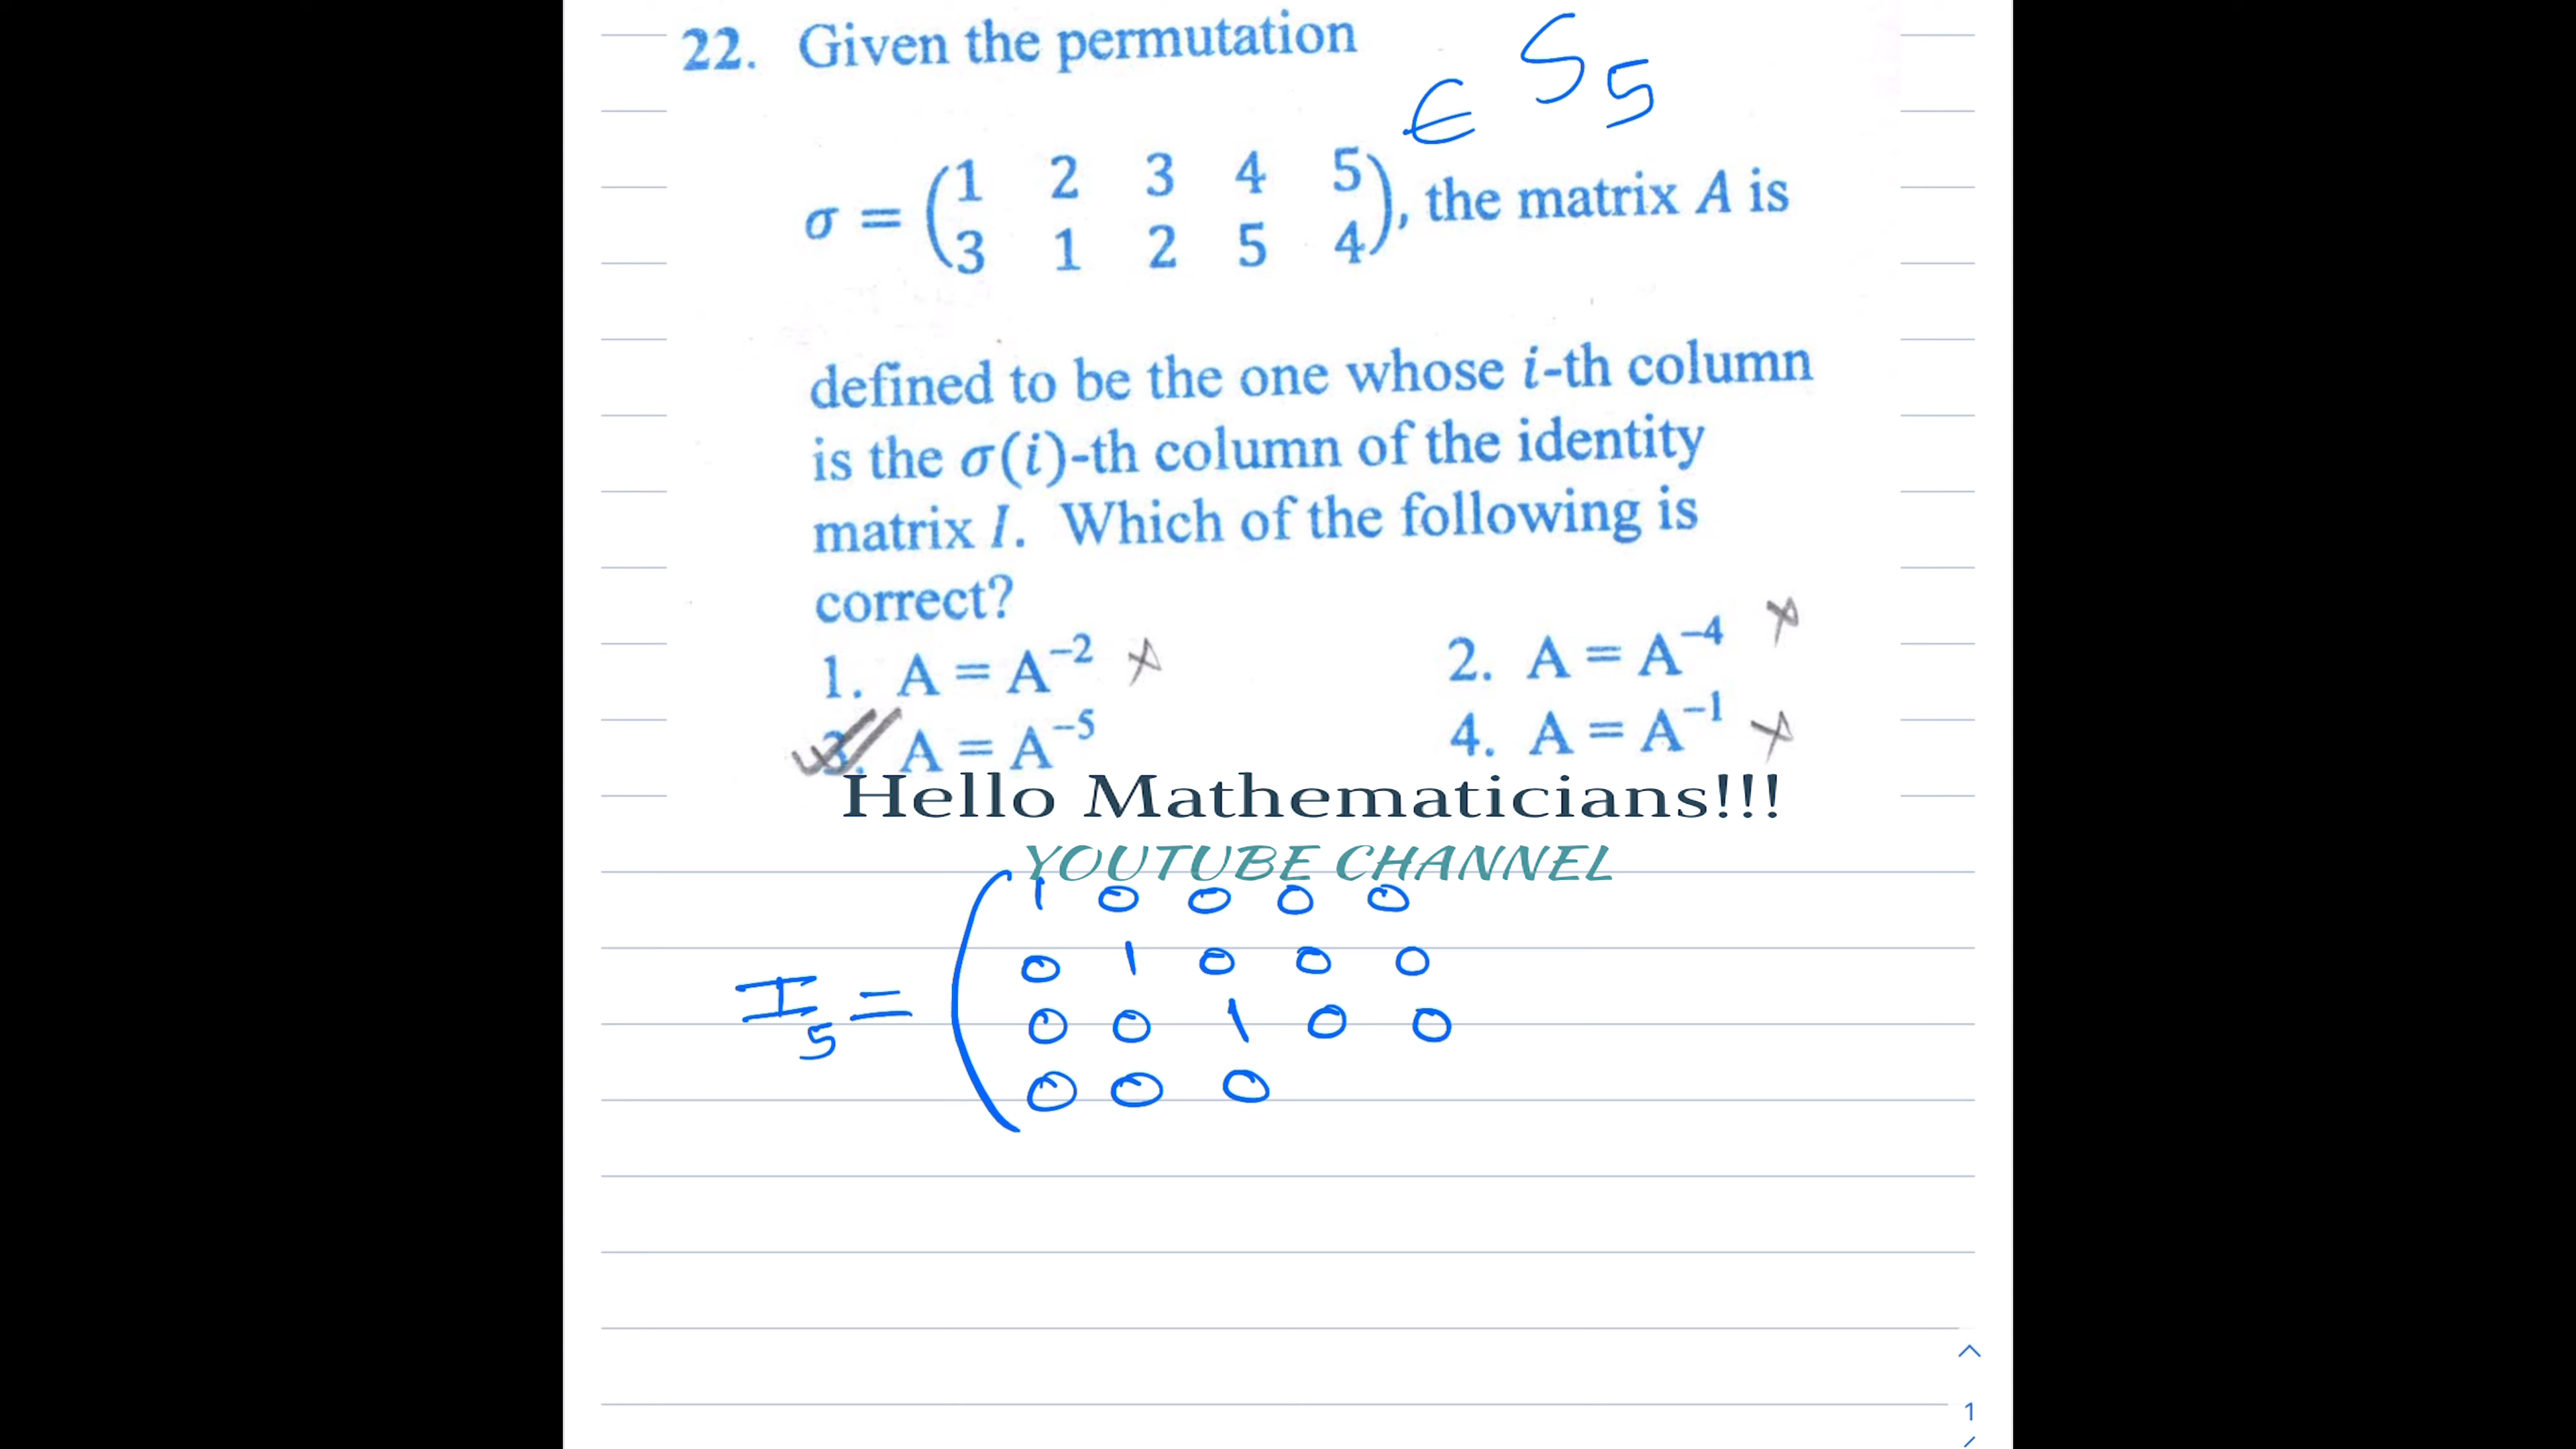 22. Given the permutation
∈ S₅
σ = (1 2 3 4 5
3 1 2 5 4), the matrix A is
defined to be the one whose i-th column
is the σ(i)-th column of the identity
matrix I. Which of the following is
correct?
1. A = A⁻² ×
2. A = A⁻⁴ ×
3. A = A⁻⁵
4. A = A⁻¹ ×
Hello Mathematicians!!!
YOUTUBE CHANNEL
I₅ = (1 0 0 0 0
0 1 0 0 0
0 0 1 0 0
0 0 0
1